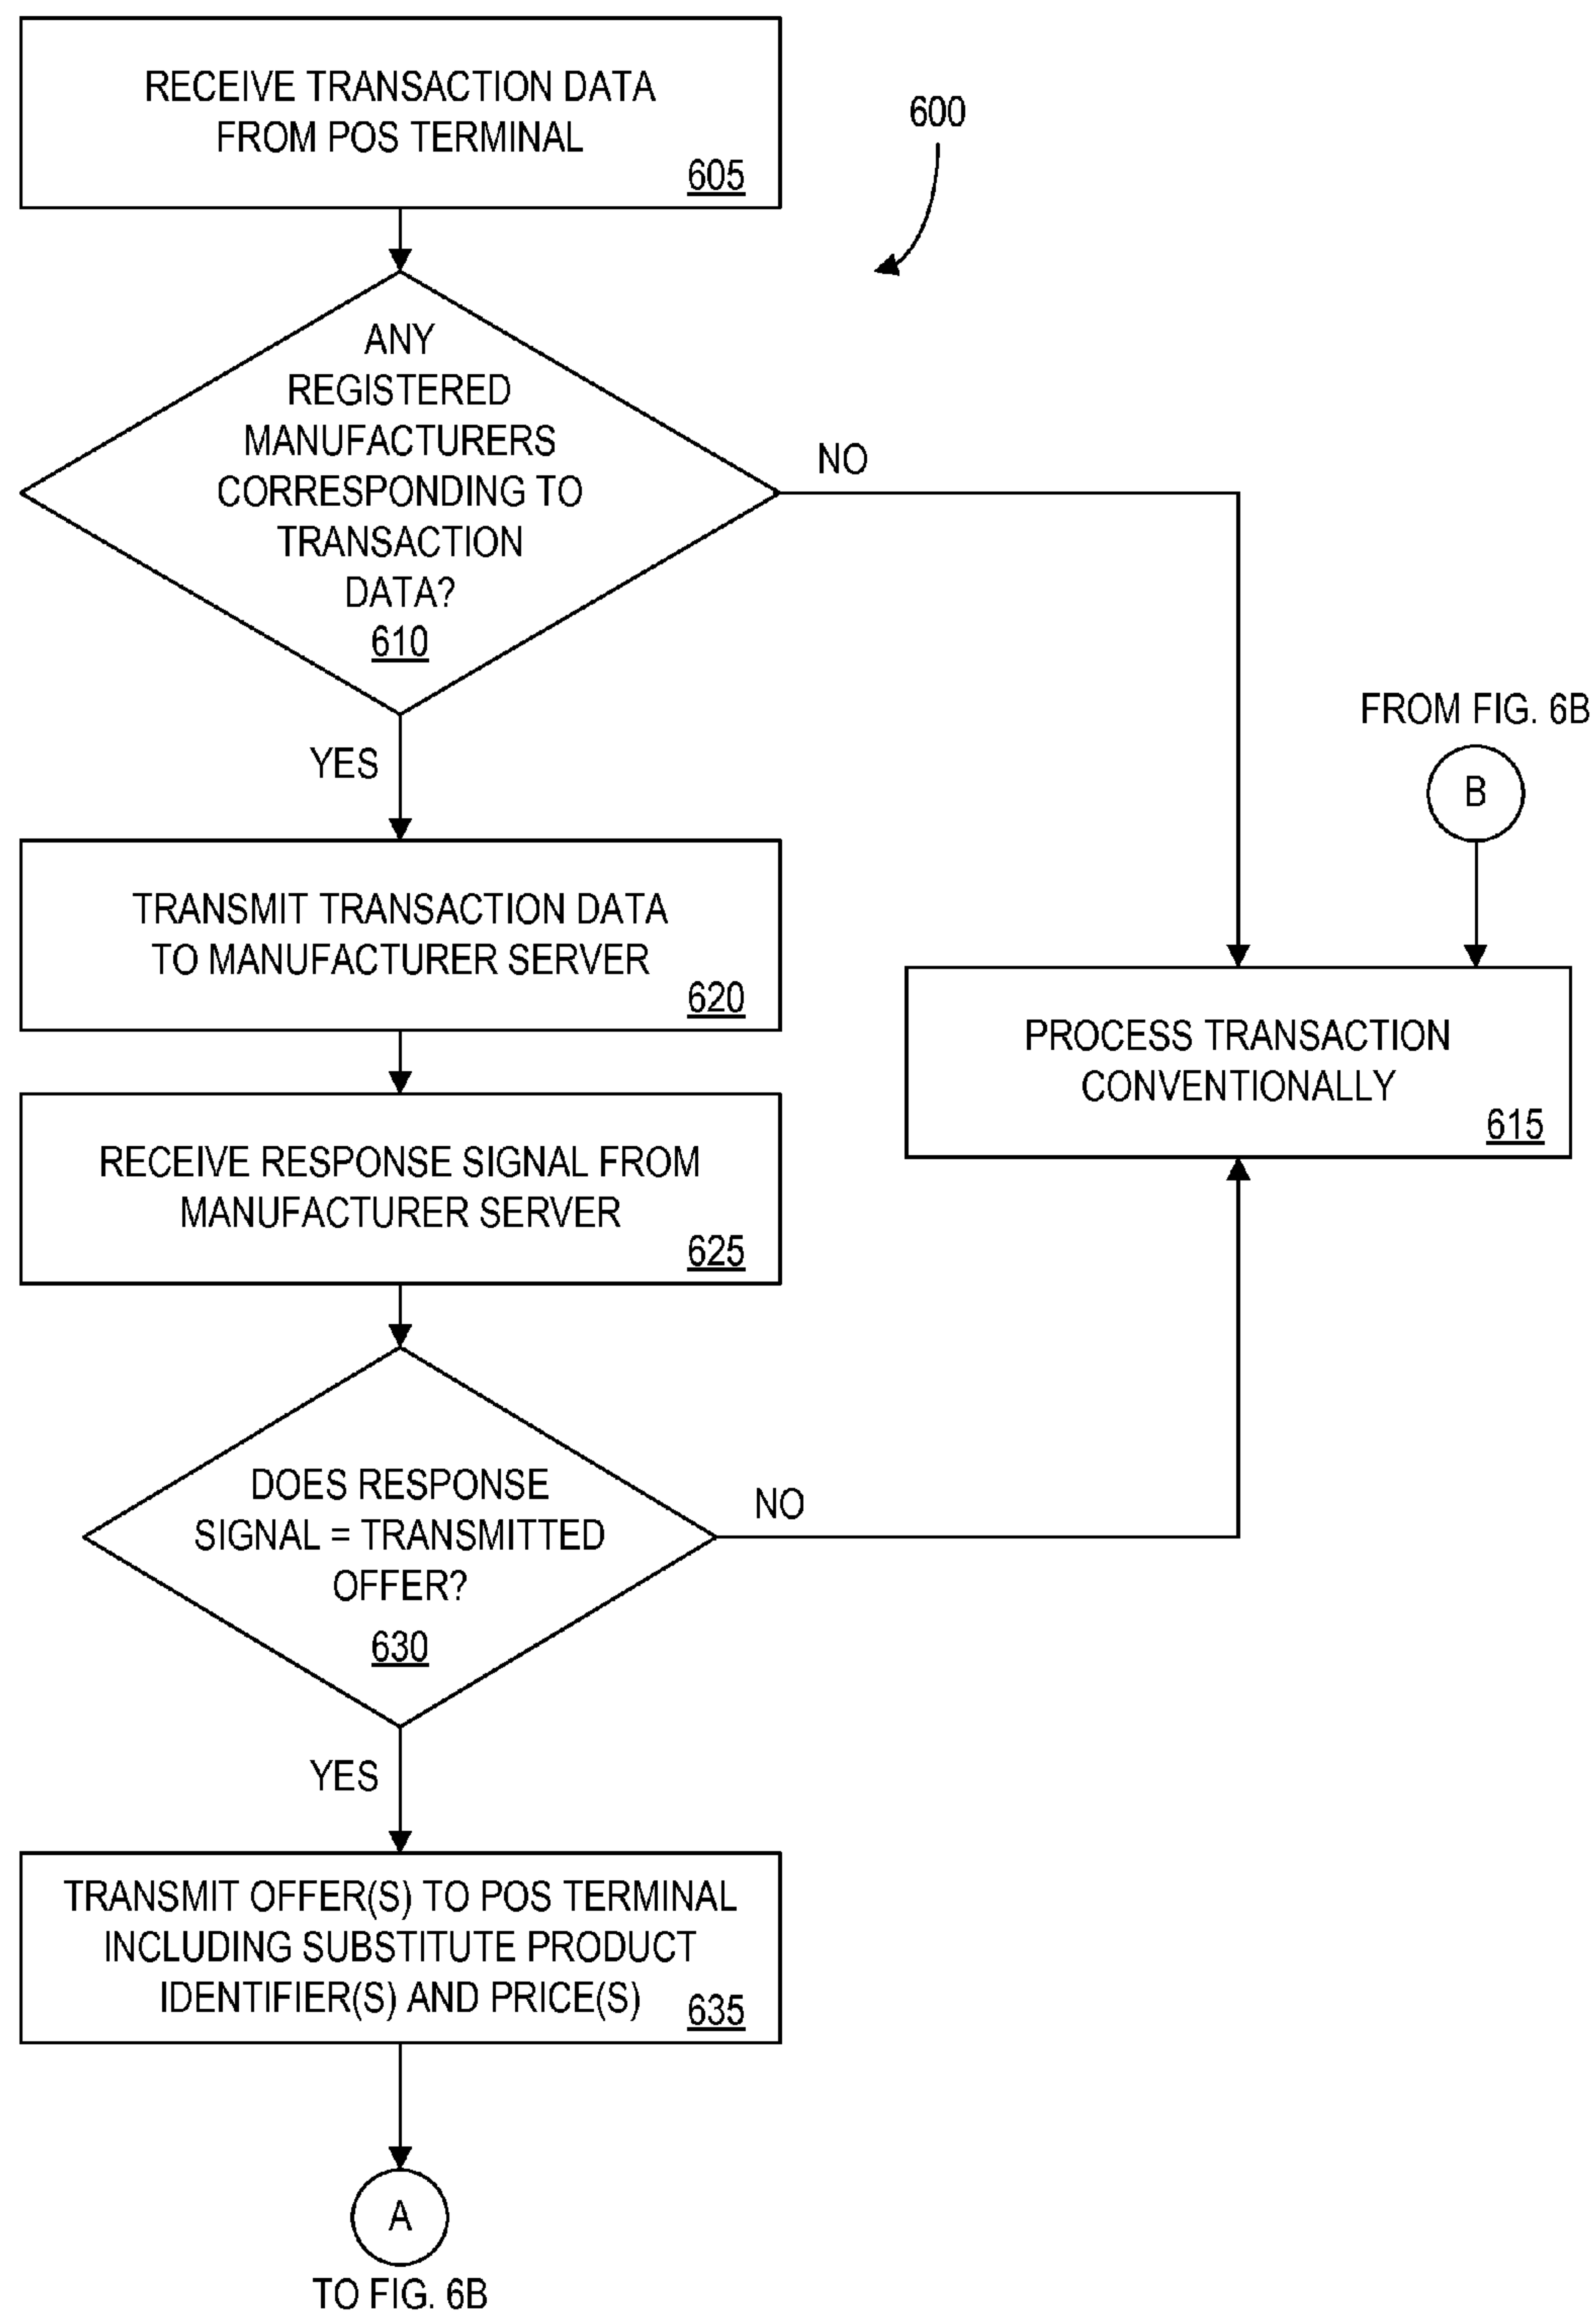 RECEIVE TRANSACTION DATA
FROM POS TERMINAL
605
600
ANY
REGISTERED
MANUFACTURERS
CORRESPONDING TO
TRANSACTION
DATA?
610
NO
YES
FROM FIG. 6B
B
TRANSMIT TRANSACTION DATA
TO MANUFACTURER SERVER
620
PROCESS TRANSACTION
CONVENTIONALLY
615
RECEIVE RESPONSE SIGNAL FROM
MANUFACTURER SERVER
625
DOES RESPONSE
SIGNAL = TRANSMITTED
OFFER?
630
NO
YES
TRANSMIT OFFER(S) TO POS TERMINAL
INCLUDING SUBSTITUTE PRODUCT
IDENTIFIER(S) AND PRICE(S)
635
A
TO FIG. 6B